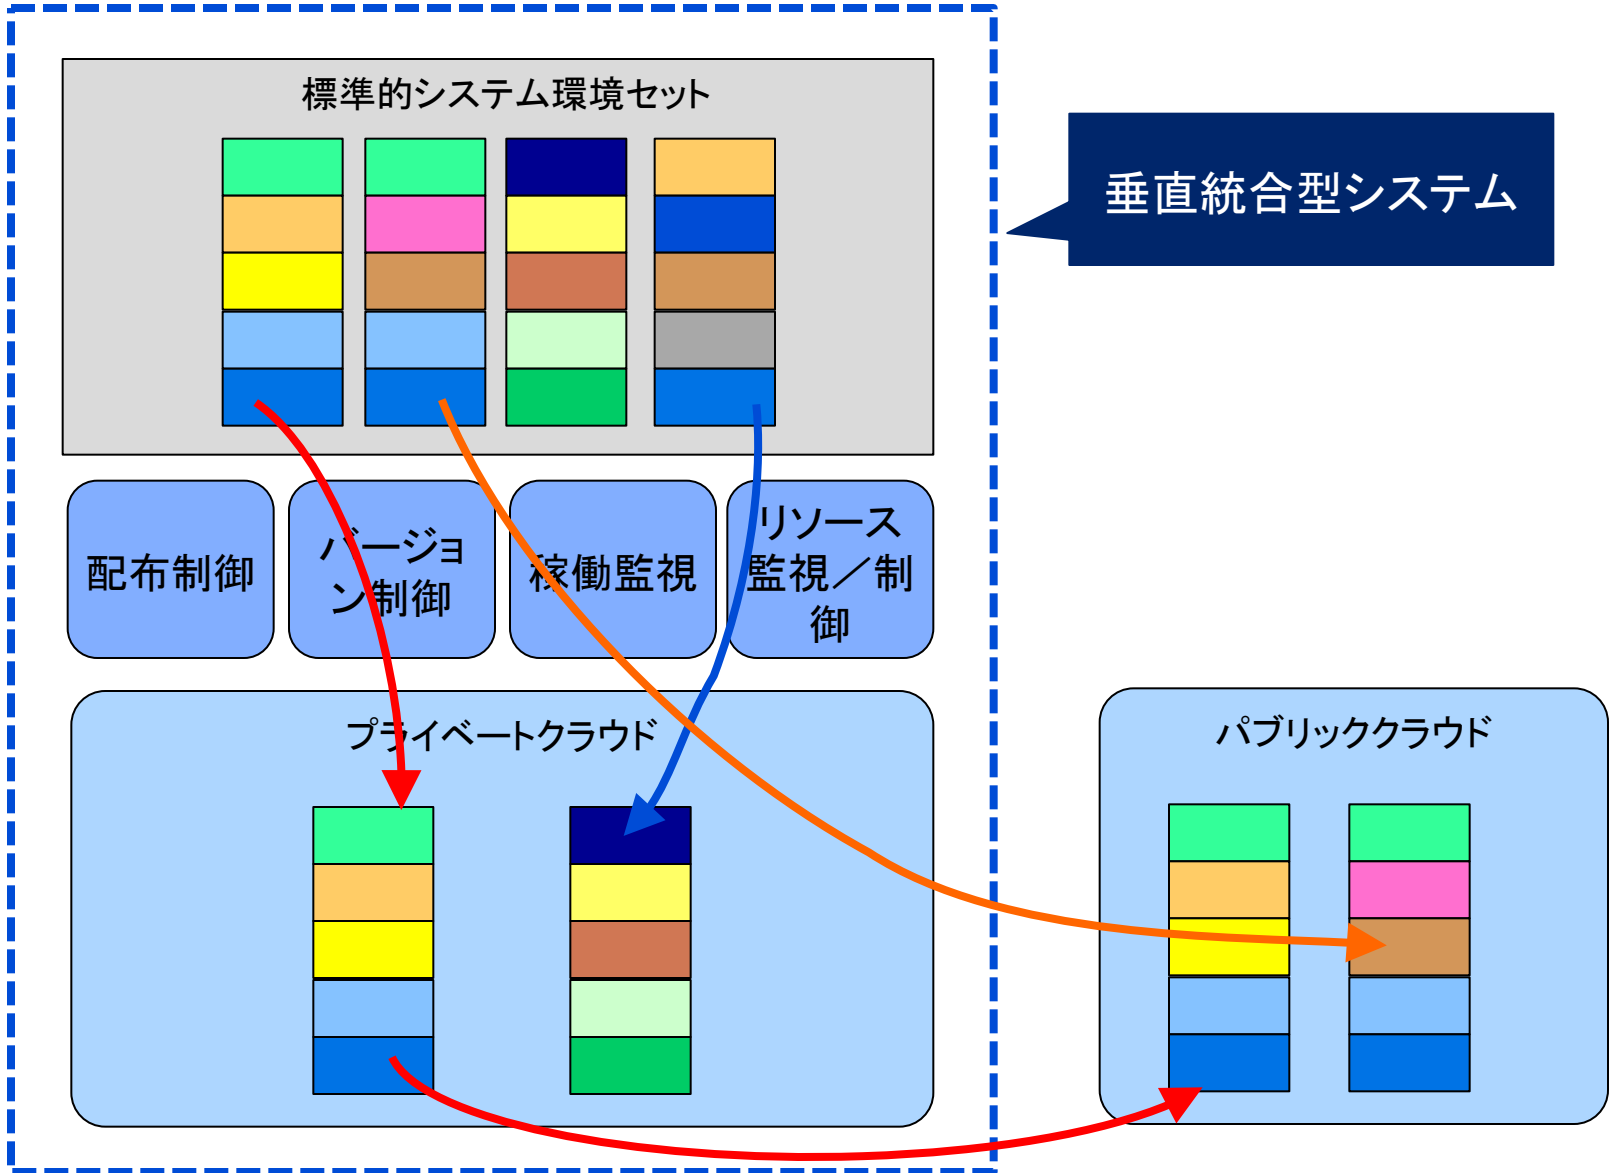 標準的システム環境セット
垂直統合型システム
配布制御
バージョ
ン制御
稼働監視
リソース
監視／制
御
プライベートクラウド
パブリッククラウド